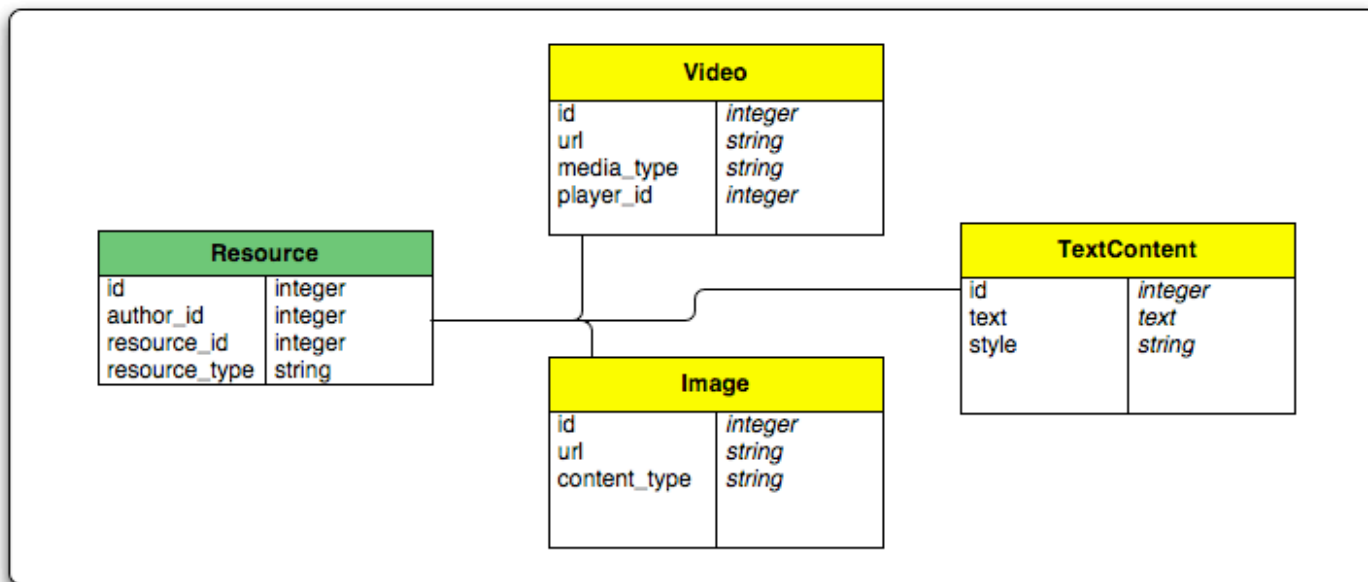 Video
id integer
url string
media_type string
player_id integer
Resource
id integer
author_id integer
resource_id integer
resource_type string
TextContent
id integer
text text
style string
Image
id integer
url string
content_type string